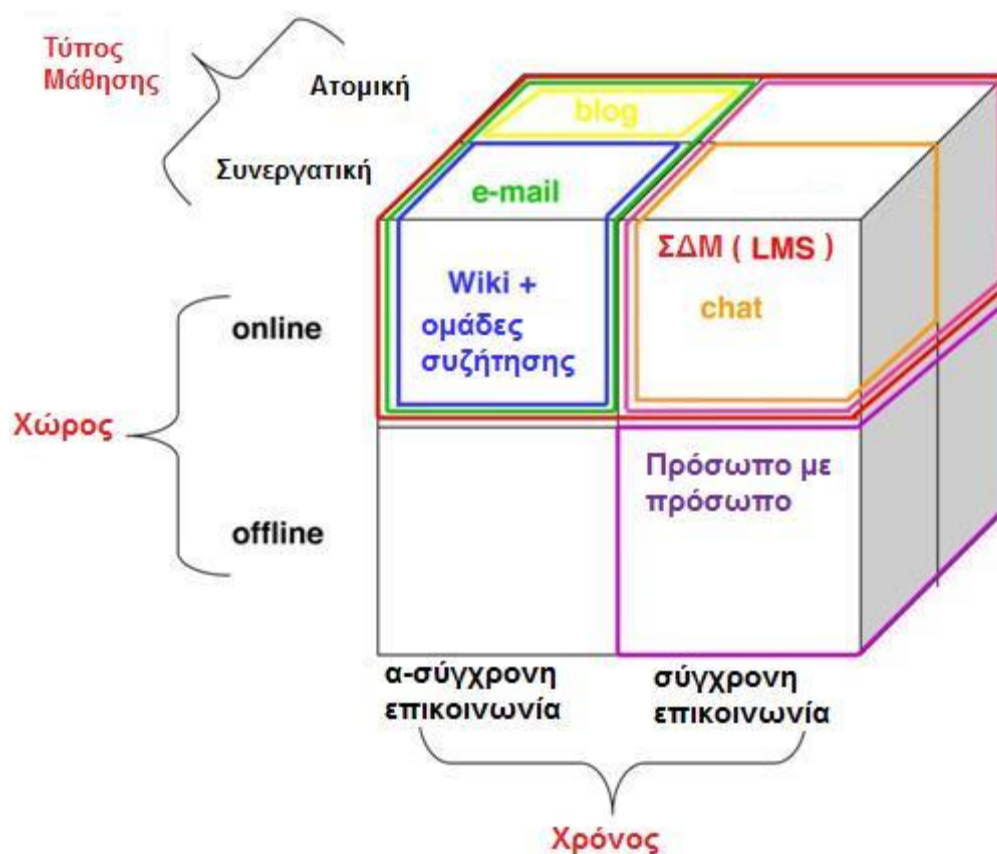 Τύπος
Μάθησης
Ατομική
Συνεργατική
blog
e-mail
ΣΔΜ ( LMS )
Wiki +
ομάδες
συζήτησης
chat
online
Χώρος
offline
Πρόσωπο με
πρόσωπο
α-σύγχρονη
επικοινωνία
σύγχρονη
επικοινωνία
Χρόνος